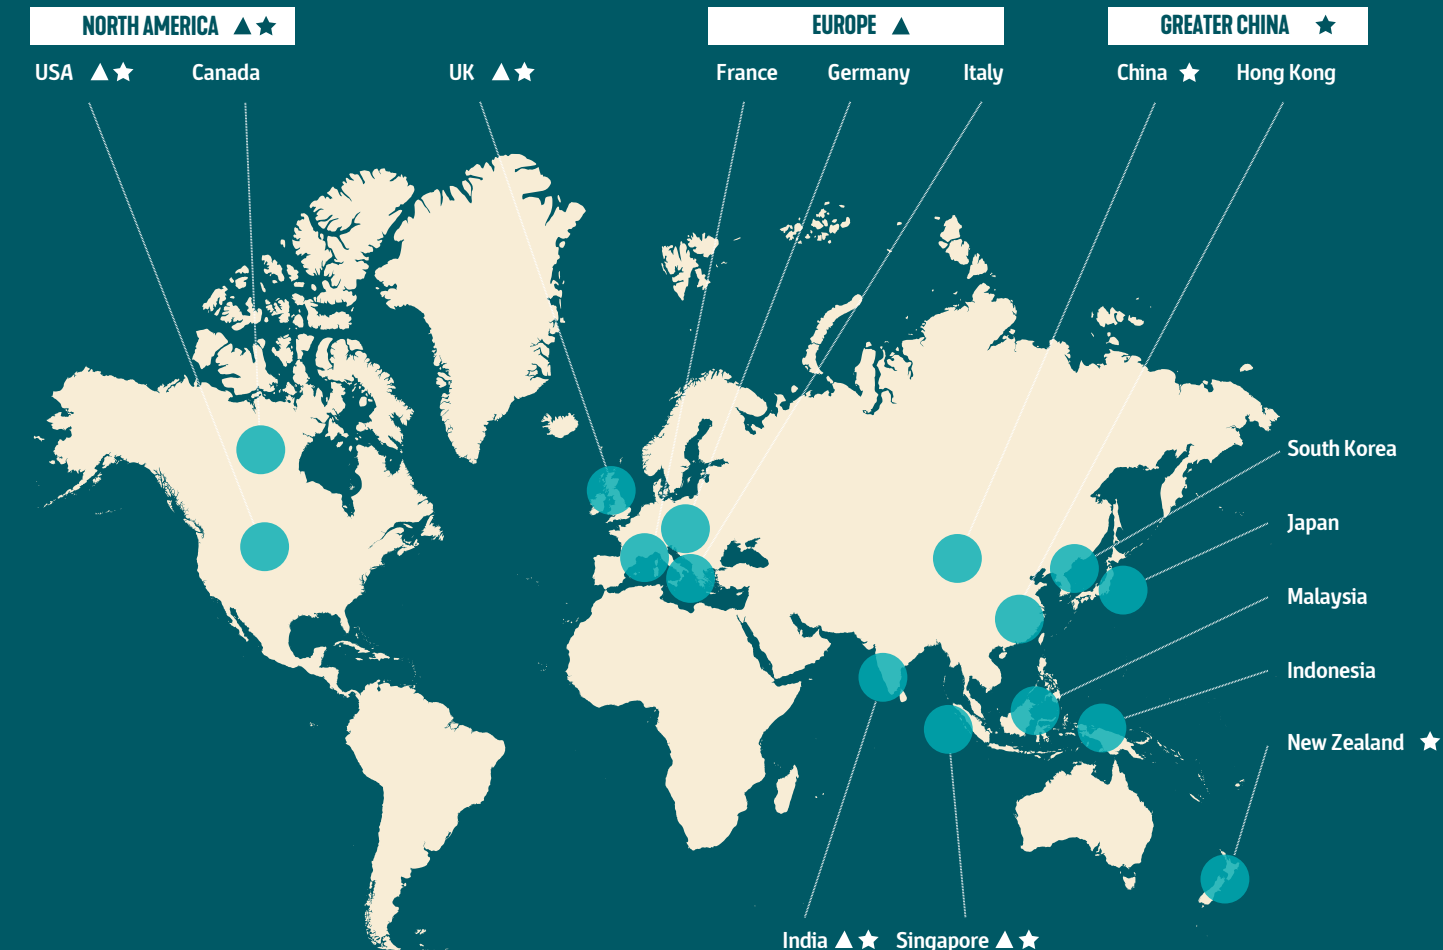 NORTH AMERICA ▲ ★
EUROPE ▲
GREATER CHINA ★
USA ▲ ★
Canada
UK ▲ ★
France
Germany
Italy
China ★
Hong Kong
South Korea
Japan
Malaysia
Indonesia
New Zealand ★
India ▲ ★
Singapore ▲ ★